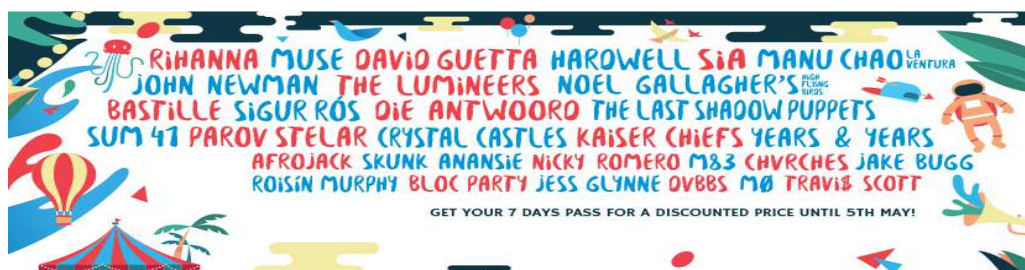 RIHANNA MUSE DAVID GUETTA HARDWELL SIA MANU CHAO LA VENTURA
JOHN NEWMAN THE LUMINEERS NOEL GALLAGHER'S HIGH FLYING BIRDS
BASTILLE SIGUR RÓS DIE ANTWOORD THE LAST SHADOW PUPPETS
SUM 41 PAROV STELAR CRYSTAL CASTLES KAISER CHIEFS YEARS & YEARS
AFROJACK SKUNK ANANSIE NICKY ROMERO M83 CHVRCHES JAKE BUGG
ROISÍN MURPHY BLOC PARTY JESS GLYNNE DVBBS MØ TRAVI$ SCOTT
GET YOUR 7 DAYS PASS FOR A DISCOUNTED PRICE UNTIL 5TH MAY!